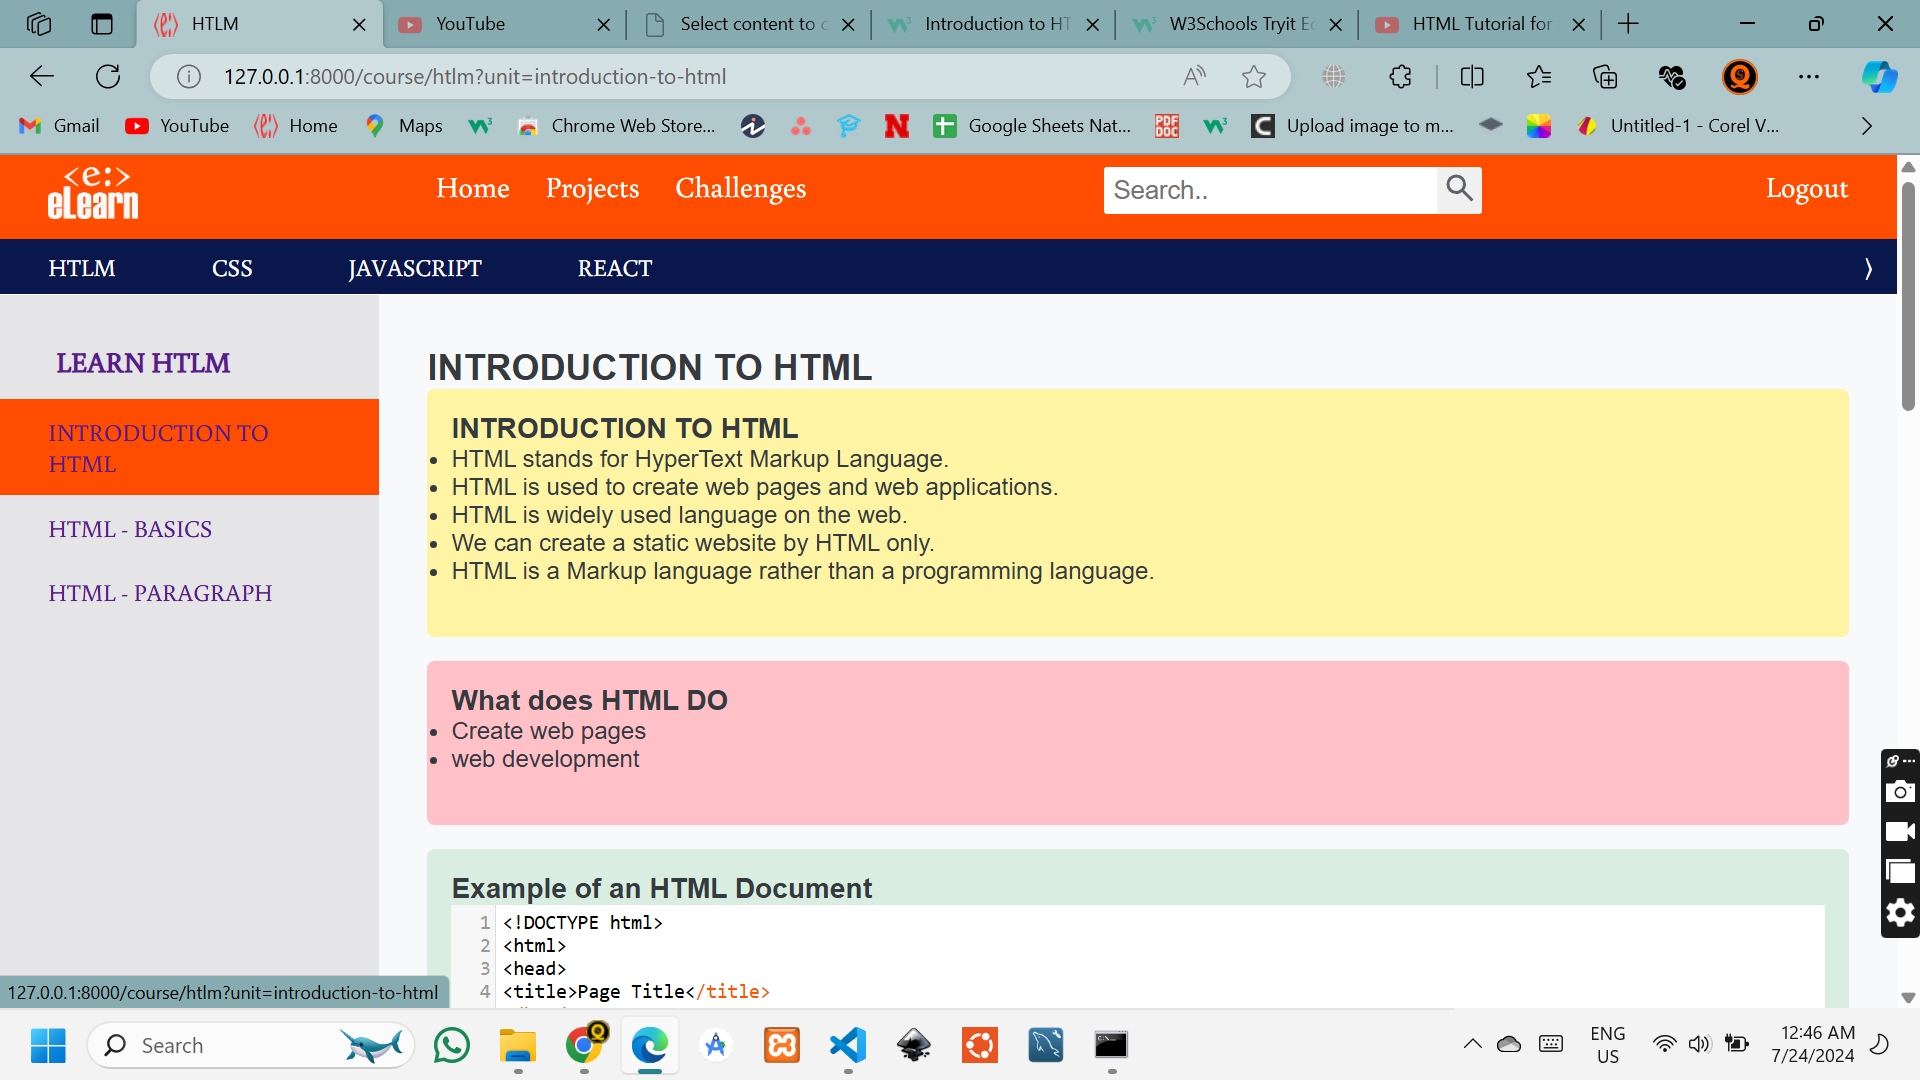 HTLM
YouTube
Select content to c
Introduction to HT
W3Schools Tryit Ec
HTML Tutorial for
127.0.0.1:8000/course/htlm?unit=introduction-to-html
Gmail
YouTube
Home
Maps
Chrome Web Store...
Google Sheets Nat...
PDF DOC
Upload image to m...
Untitled-1 - Corel V...
<e:>
eLearn
Home
Projects
Challenges
Search..
Logout
HTLM
CSS
JAVASCRIPT
REACT
⟩
LEARN HTLM
INTRODUCTION TO
HTML
HTML - BASICS
HTML - PARAGRAPH
INTRODUCTION TO HTML
INTRODUCTION TO HTML
• HTML stands for HyperText Markup Language.
• HTML is used to create web pages and web applications.
• HTML is widely used language on the web.
• We can create a static website by HTML only.
• HTML is a Markup language rather than a programming language.
What does HTML DO
• Create web pages
• web development
Example of an HTML Document
1 <!DOCTYPE html>
2 <html>
3 <head>
4 <title>Page Title</title>
127.0.0.1:8000/course/htlm?unit=introduction-to-html
Search
ENG
US
12:46 AM
7/24/2024